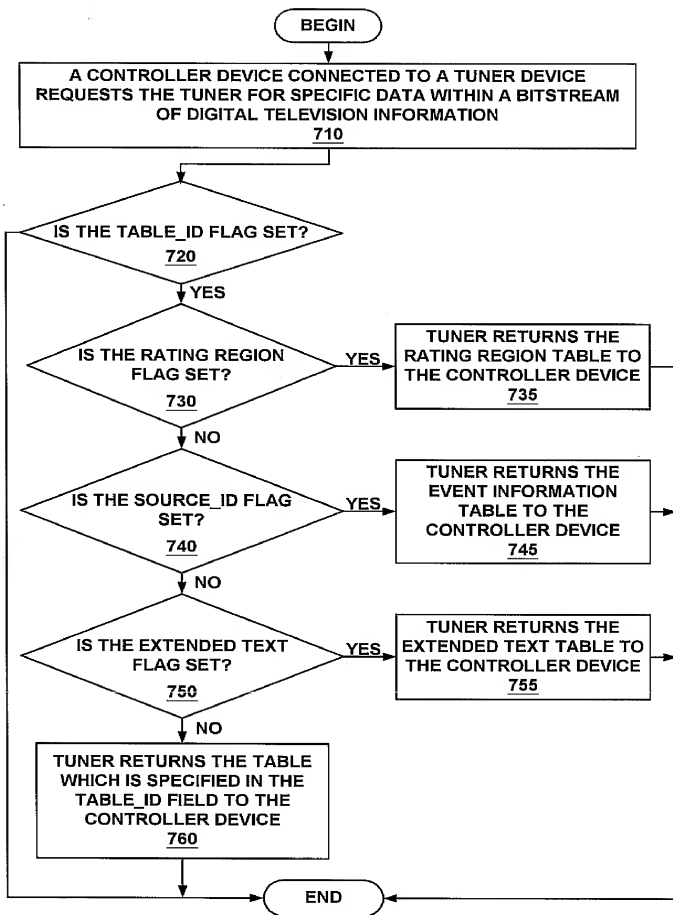 BEGIN
A CONTROLLER DEVICE CONNECTED TO A TUNER DEVICE
REQUESTS THE TUNER FOR SPECIFIC DATA WITHIN A BITSTREAM
OF DIGITAL TELEVISION INFORMATION
710
IS THE TABLE_ID FLAG SET?
720
YES
IS THE RATING REGION
FLAG SET?
730
YES
TUNER RETURNS THE
RATING REGION TABLE TO
THE CONTROLLER DEVICE
735
NO
IS THE SOURCE_ID FLAG
SET?
740
YES
TUNER RETURNS THE
EVENT INFORMATION
TABLE TO THE
CONTROLLER DEVICE
745
NO
IS THE EXTENDED TEXT
FLAG SET?
750
YES
TUNER RETURNS THE
EXTENDED TEXT TABLE TO
THE CONTROLLER DEVICE
755
NO
TUNER RETURNS THE TABLE
WHICH IS SPECIFIED IN THE
TABLE_ID FIELD TO THE
CONTROLLER DEVICE
760
END